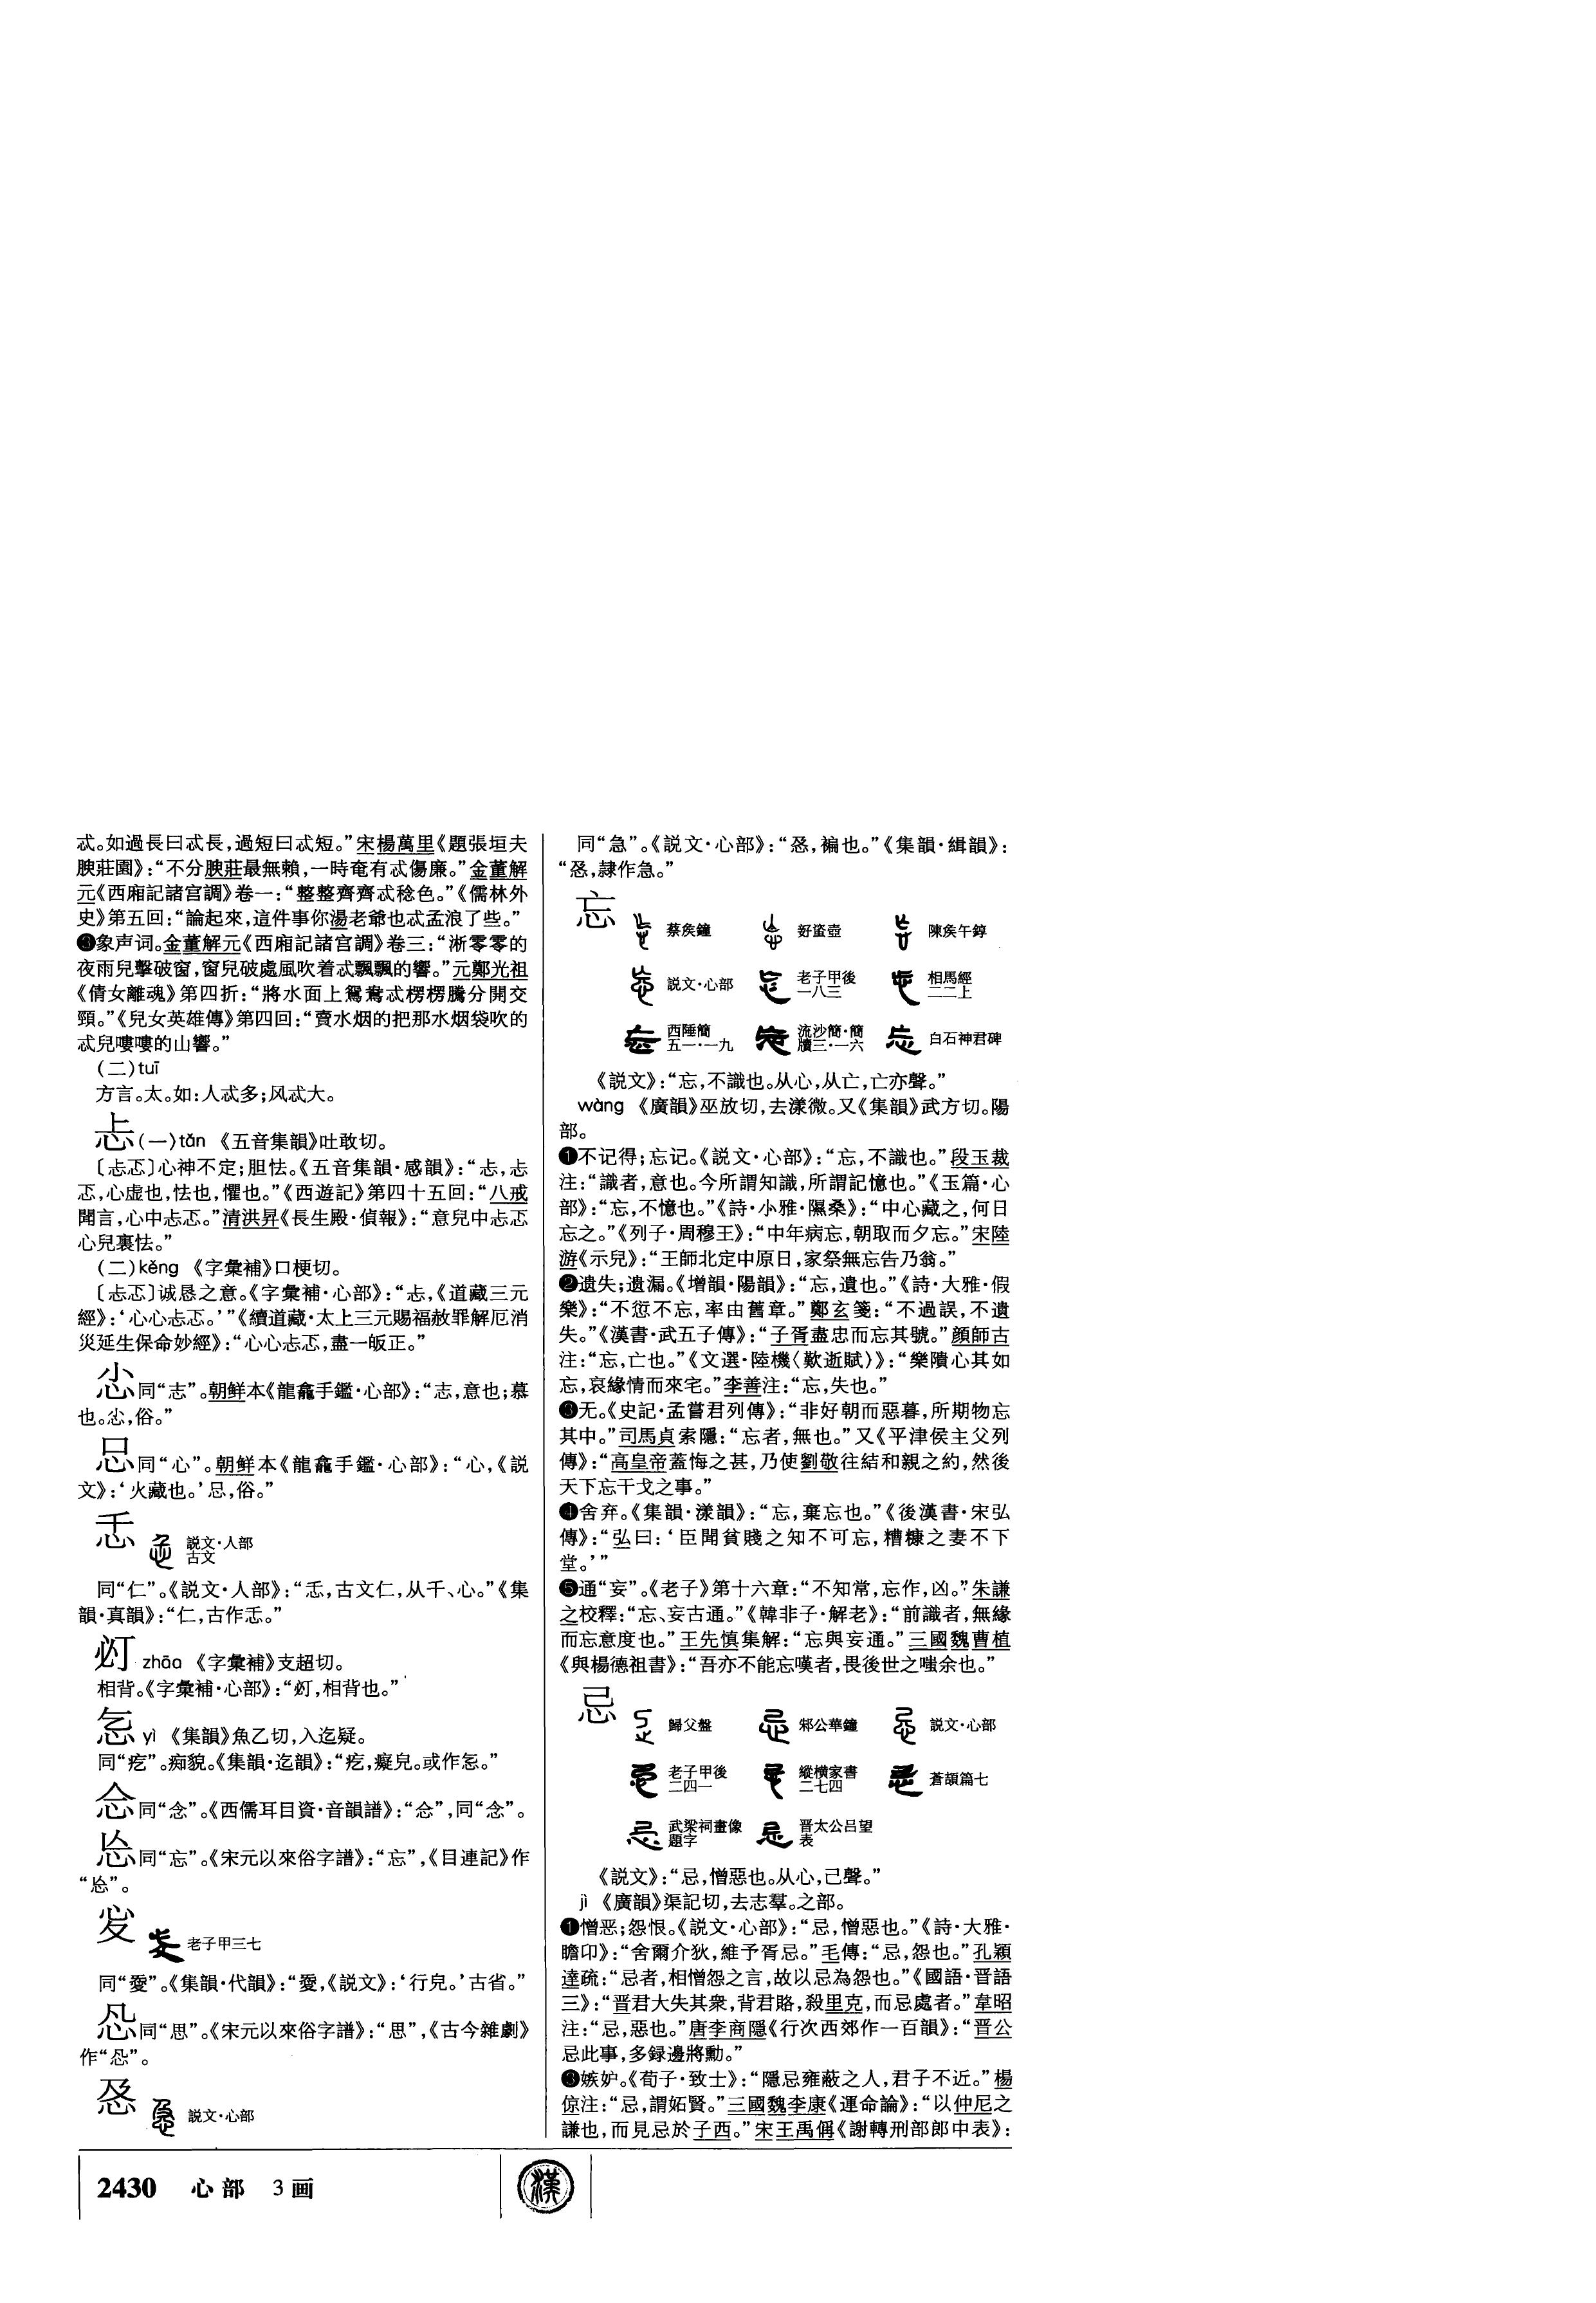 忒。如過長曰忒長，過短曰忒短。”宋楊萬里《題張垣夫
腴莊園》：“不分腴莊最無賴，一時奄有忒傷廉。”金董解
元《西廂記諸宫調》卷一：“整整齊齊忒稔色。”《儒林外
史》第五回：“論起來，這件事你湯老爺也忒孟浪了些。”
❸象声词。金董解元《西廂記諸宫調》卷三：“淅零零的
夜雨兒擊破窗，窗兒破處風吹着忒飄飄的響。”元鄭光祖
《倩女離魂》第四折：“將水面上鴛鴦忒楞楞騰分開交
頸。”《兒女英雄傳》第四回：“賣水烟的把那水烟袋吹的
忒兒嘍嘍的山響。”
（二）tuī
方言。太。如：人忒多；风忒大。
忐（一）tǎn 《五音集韻》吐敢切。
〔忐忑〕心神不定；胆怯。《五音集韻·感韻》：“忐，忐
忑，心虚也，怯也，懼也。”《西遊記》第四十五回：“八戒
聞言，心中忐忑。”清洪昇《長生殿·偵報》：“意兒中忐忑
心兒裏怯。”
（二）kěng 《字彙補》口梗切。
〔忐忑〕诚恳之意。《字彙補·心部》：“忐，《道藏三元
經》：‘心心忐忑。’”《續道藏·太上三元賜福赦罪解厄消
災延生保命妙經》：“心心忐忑，盡一皈正。”
尛同“志”。朝鲜本《龍龕手鑑·心部》：“志，意也；慕
也。，俗。”
同“心”。朝鲜本《龍龕手鑑·心部》：“心，《説
文》：‘火藏也。’，俗。”
忎 説文·人部
古文
同“仁”。《説文·人部》：“忎，古文仁，从千、心。”《集
韻·真韻》：“仁，古作忎。”
zhāo 《字彙補》支超切。
相背。《字彙補·心部》：“，相背也。”
忥 yì 《集韻》魚乙切，入迄疑。
同“疙”。痴貌。《集韻·迄韻》：“疙，癡皃。或作忥。”
同“念”。《西儒耳目資·音韻譜》：“”，同“念”。
同“忘”。《宋元以來俗字譜》：“忘”，《目連記》作
“”。
老子甲三七
同“愛”。《集韻·代韻》：“愛，《説文》：‘行皃。’古省。”
同“思”。《宋元以來俗字譜》：“思”，《古今雜劇》
作“”。
忣 説文·心部
同“急”。《説文·心部》：“忣，褊也。”《集韻·緝韻》：
“忣，隸作急。”
忘 蔡矦鐘 妤蚉壺 陳矦午錞
説文·心部 老子甲後一八三 相馬經二二上
西陲簡五一·一九 流沙簡·簡牘三·一六 白石神君碑
《説文》：“忘，不識也。从心，从亡，亡亦聲。”
wàng 《廣韻》巫放切，去漾微。又《集韻》武方切。陽
部。
❶不记得；忘记。《説文·心部》：“忘，不識也。”段玉裁
注：“識者，意也。今所謂知識，所謂記憶也。”《玉篇·心
部》：“忘，不憶也。”《詩·小雅·隰桑》：“中心藏之，何日
忘之。”《列子·周穆王》：“中年病忘，朝取而夕忘。”宋陸
游《示兒》：“王師北定中原日，家祭無忘告乃翁。”
❷遗失；遗漏。《增韻·陽韻》：“忘，遺也。”《詩·大雅·假
樂》：“不愆不忘，率由舊章。”鄭玄箋：“不過誤，不遺
失。”《漢書·武五子傳》：“子胥盡忠而忘其號。”顔師古
注：“忘，亡也。”《文選·陸機〈歎逝賦〉》：“樂隤心其如
忘，哀緣情而來宅。”李善注：“忘，失也。”
❸无。《史記·孟嘗君列傳》：“非好朝而惡暮，所期物忘
其中。”司馬貞索隱：“忘者，無也。”又《平津侯主父列
傳》：“高皇帝蓋悔之甚，乃使劉敬往結和親之約，然後
天下忘干戈之事。”
❹舍弃。《集韻·漾韻》：“忘，棄忘也。”《後漢書·宋弘
傳》：“弘曰：‘臣聞貧賤之知不可忘，糟糠之妻不下
堂。’”
❺通“妄”。《老子》第十六章：“不知常，忘作，凶。”朱謙
之校釋：“忘、妄古通。”《韓非子·解老》：“前識者，無緣
而忘意度也。”王先慎集解：“忘與妄通。”三國魏曹植
《與楊德祖書》：“吾亦不能忘嘆者，畏後世之嗤余也。”
忌 歸父盤 邾公華鐘 説文·心部
老子甲後二四一 縱横家書二七四 蒼頡篇七
武梁祠畫像題字 晋太公吕望表
《説文》：“忌，憎惡也。从心，己聲。”
jì 《廣韻》渠記切，去志羣。之部。
❶憎恶；怨恨。《説文·心部》：“忌，憎惡也。”《詩·大雅·
瞻卬》：“舍爾介狄，維予胥忌。”毛傳：“忌，怨也。”孔穎
達疏：“忌者，相憎怨之言，故以忌為怨也。”《國語·晋語
三》：“晋君大失其衆，背君賂，殺里克，而忌處者。”韋昭
注：“忌，惡也。”唐李商隱《行次西郊作一百韻》：“晋公
忌此事，多録邊將勳。”
❷嫉妒。《荀子·致士》：“隱忌雍蔽之人，君子不近。”楊
倞注：“忌，謂妬賢。”三國魏李康《運命論》：“以仲尼之
謙也，而見忌於子西。”宋王禹偁《謝轉刑部郎中表》：
2430 心部 3画
漢